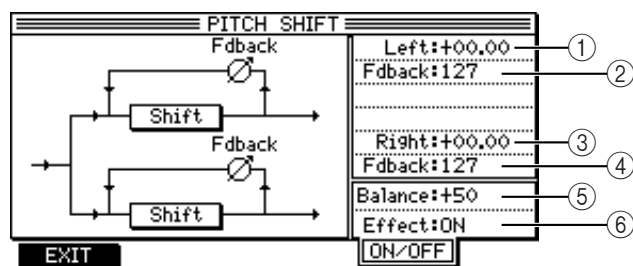 PITCH SHIFT
Fdback
Shift
Fdback
Shift
Left:+00.00 ①
Fdback:127 ②
Right:+00.00 ③
Fdback:127 ④
Balance:+50 ⑤
Effect:ON ⑥
EXIT
ON/OFF